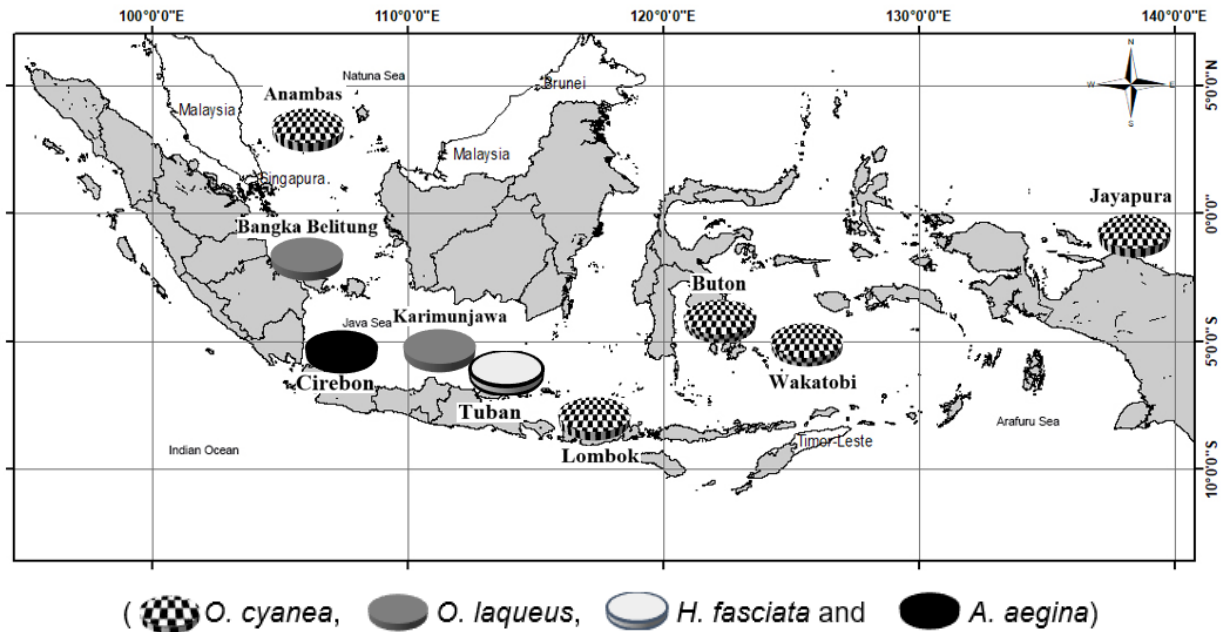 100°0'0"E 110°0'0"E 120°0'0"E 130°0'0"E 140°0'0"E
N
W E
S
5°0'0"N
0°0'0"
5°0'0"S
10°0'0"S
Natuna Sea
Brunei
Anambas
Malaysia
Malaysia
Singapura
Jayapura
Bangka Belitung
Buton
Java Sea
Karimunjawa
Cirebon
Wakatobi
Tuban
Arafuru Sea
Timor-Leste
Lombok
Indian Ocean
( O. cyanea, O. laqueus, H. fasciata and A. aegina)